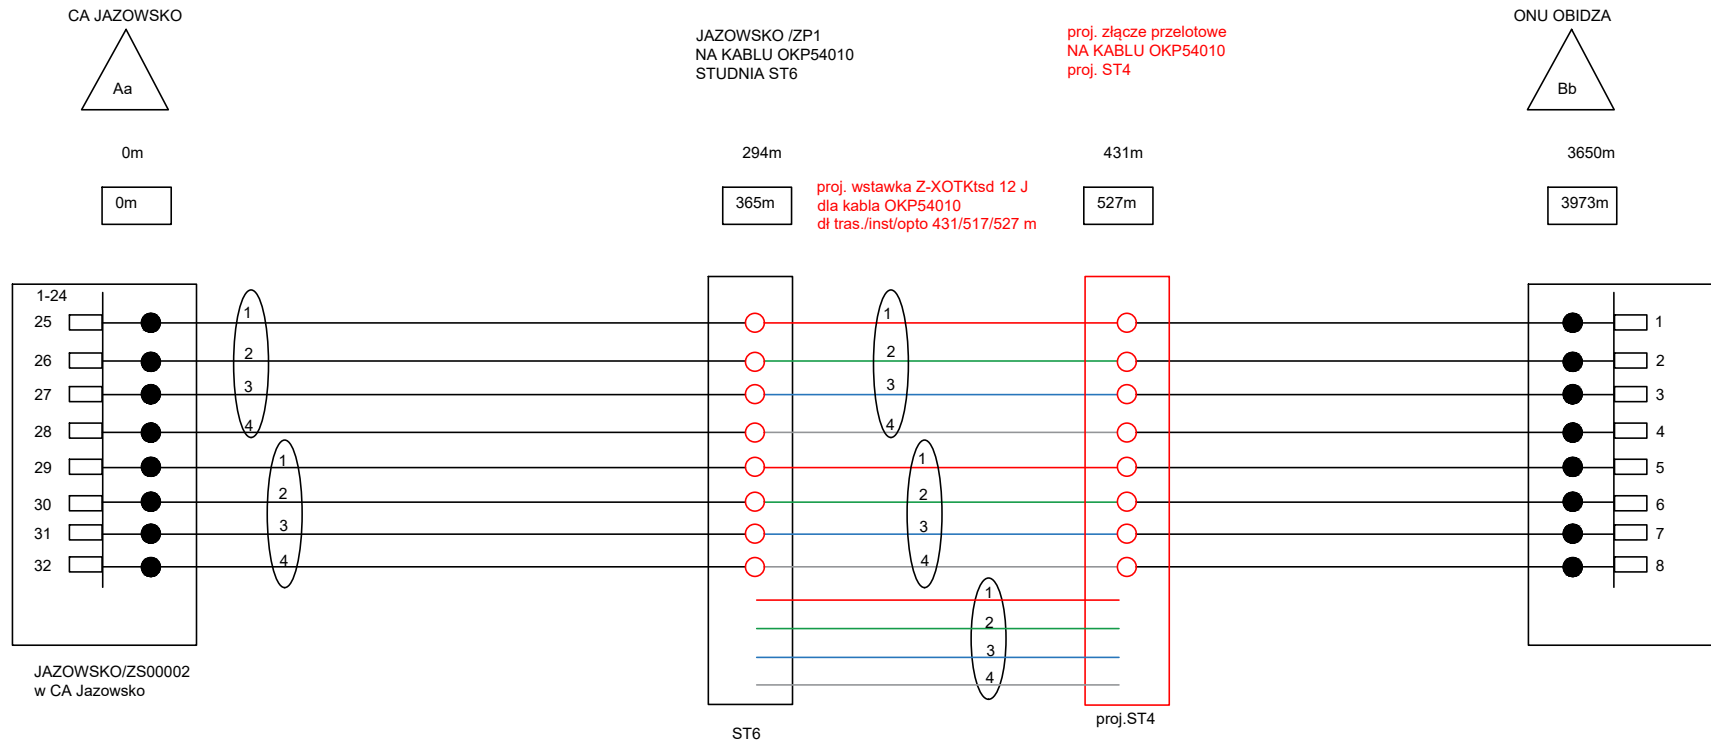 CA JAZOWSKO
Aa
0m
0m
JAZOWSKO /ZP1
NA KABLU OKP54010
STUDNIA ST6
294m
365m
proj. wstawka Z-XOTKtsd 12 J
dla kabla OKP54010
dł tras./inst/opto 431/517/527 m
proj. złącze przelotowe
NA KABLU OKP54010
proj. ST4
431m
527m
ONU OBIDZA
Bb
3650m
3973m
1-24
25
26
27
28
29
30
31
32
1
2
3
4
1
2
3
4
1
2
3
4
1
2
3
4
1
2
3
4
1
2
3
4
5
6
7
8
JAZOWSKO/ZS00002
w CA Jazowsko
ST6
proj.ST4